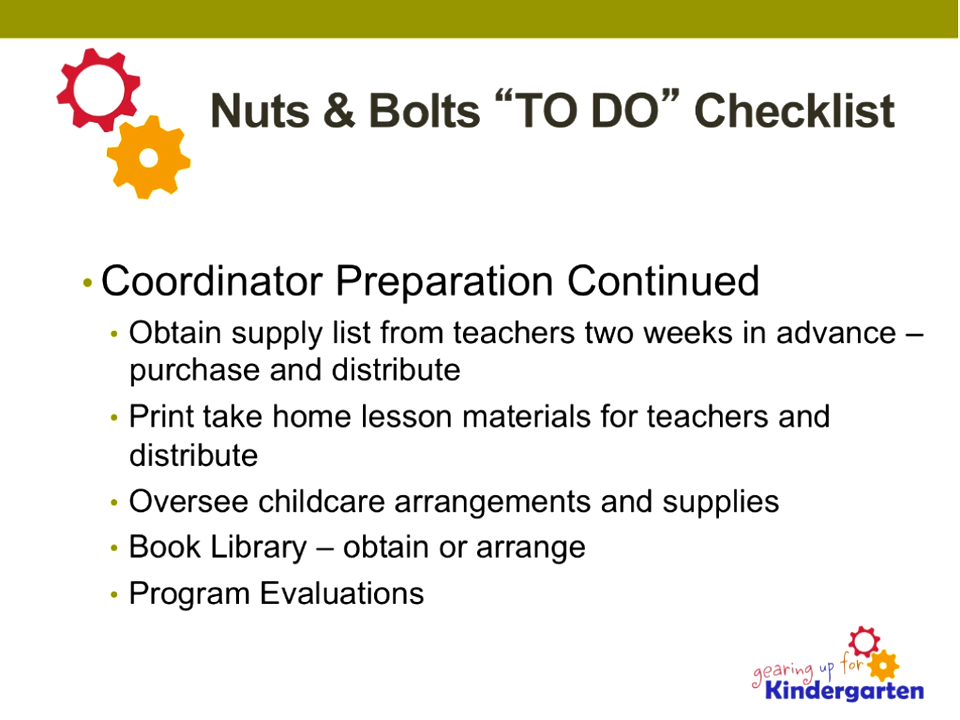 Nuts & Bolts “TO DO” Checklist
• Coordinator Preparation Continued
• Obtain supply list from teachers two weeks in advance –
purchase and distribute
• Print take home lesson materials for teachers and
distribute
• Oversee childcare arrangements and supplies
• Book Library – obtain or arrange
• Program Evaluations
gearing up for
Kindergarten